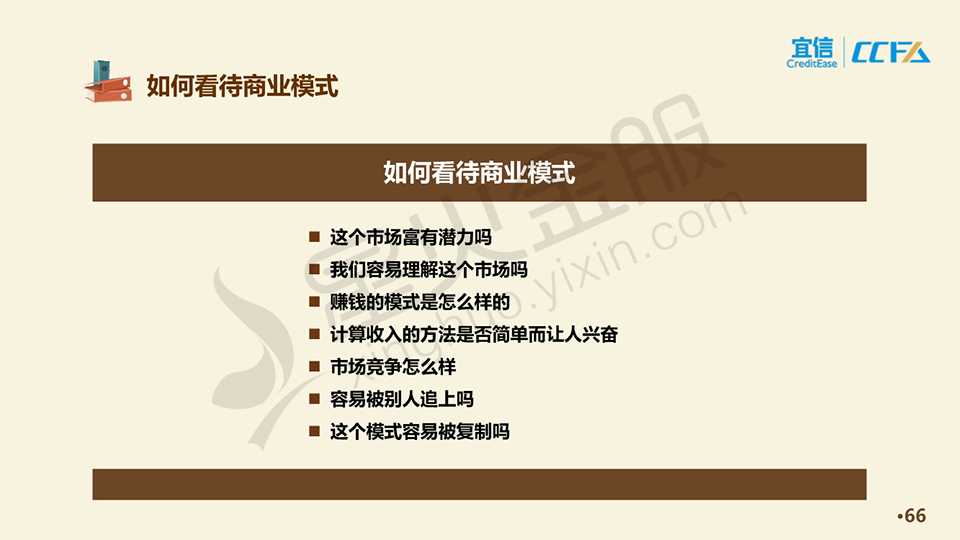 宜信
CreditEase
CCFA
如何看待商业模式
如何看待商业模式
这个市场富有潜力吗
我们容易理解这个市场吗
赚钱的模式是怎么样的
计算收入的方法是否简单而让人兴奋
市场竞争怎么样
容易被别人追上吗
这个模式容易被复制吗
星火金服
xinghuo.yixin.com
•66